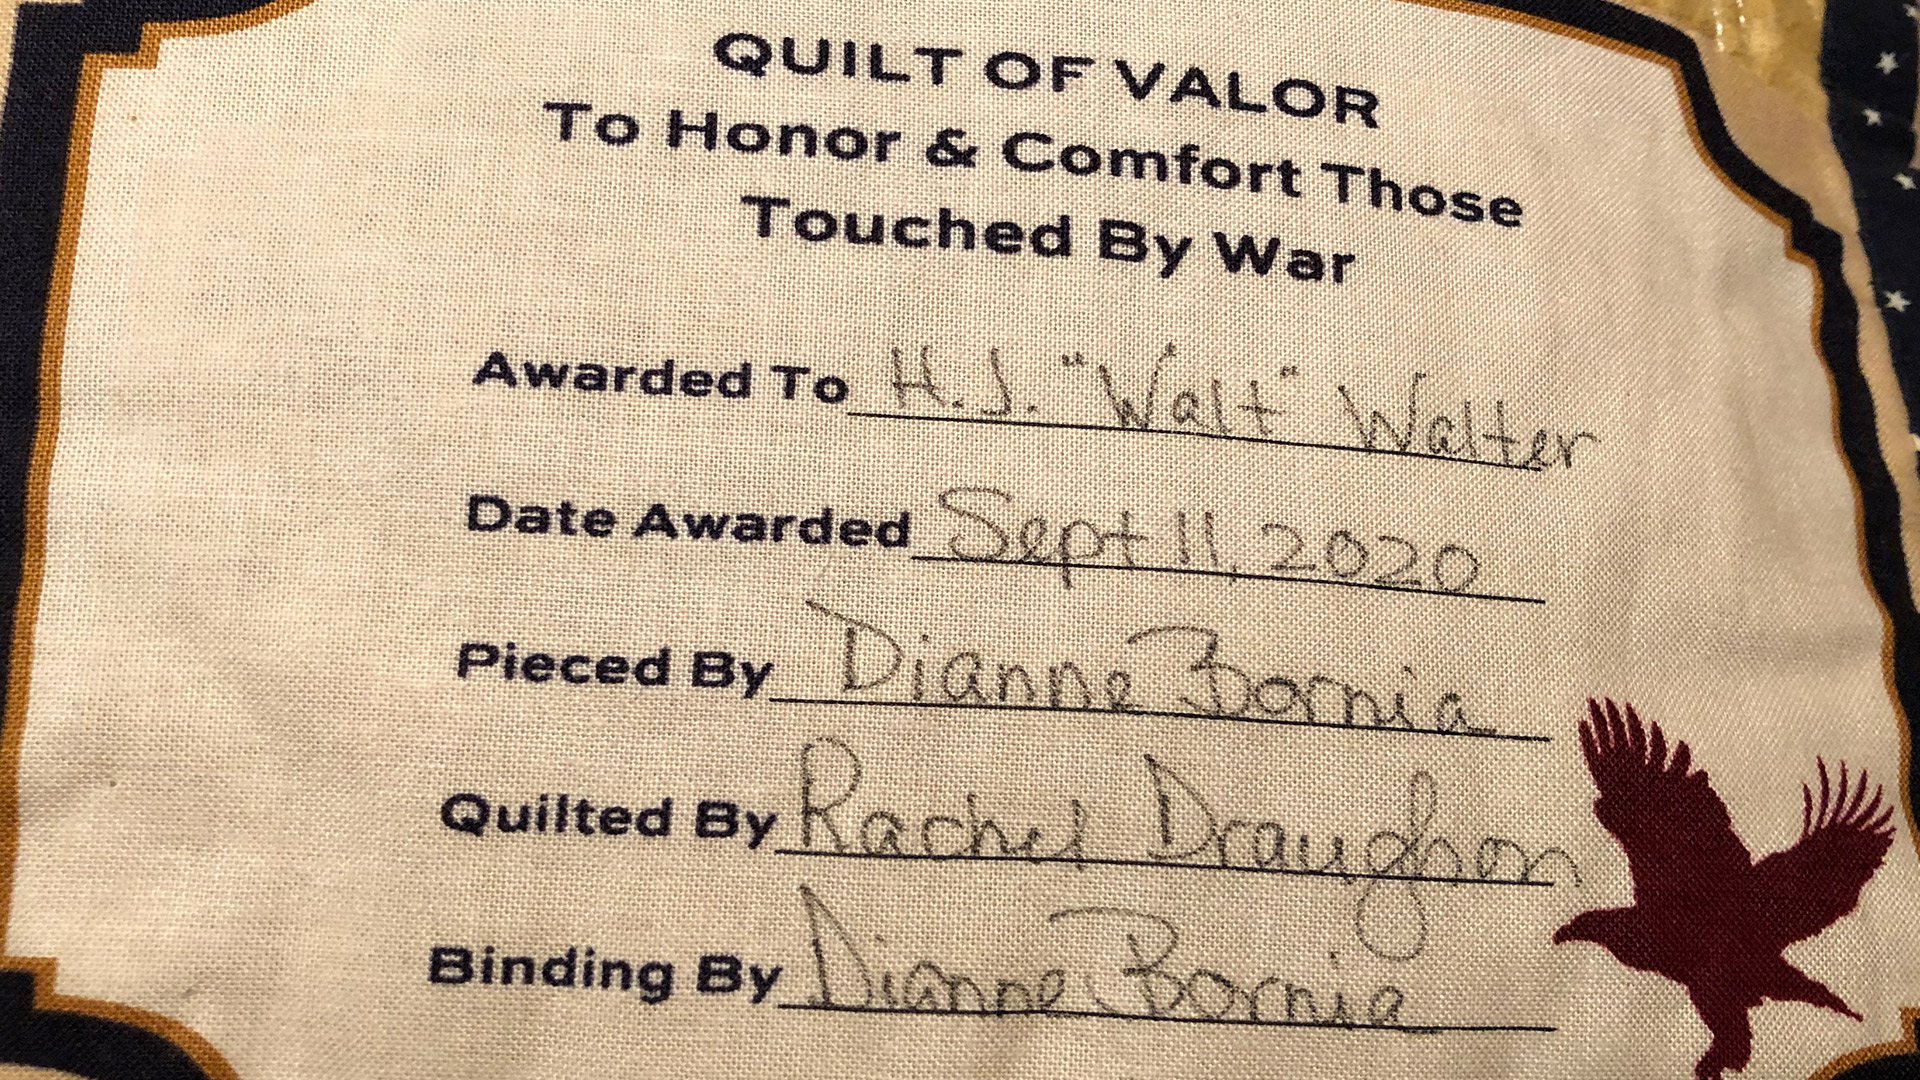 QUILT OF VALOR
To Honor & Comfort Those
Touched By War
Awarded To H.J. "Walt" Walter
Date Awarded Sept 11, 2020
Pieced By Dianne Bornia
Quilted By Rachel Draughon
Binding By Dianne Bornia